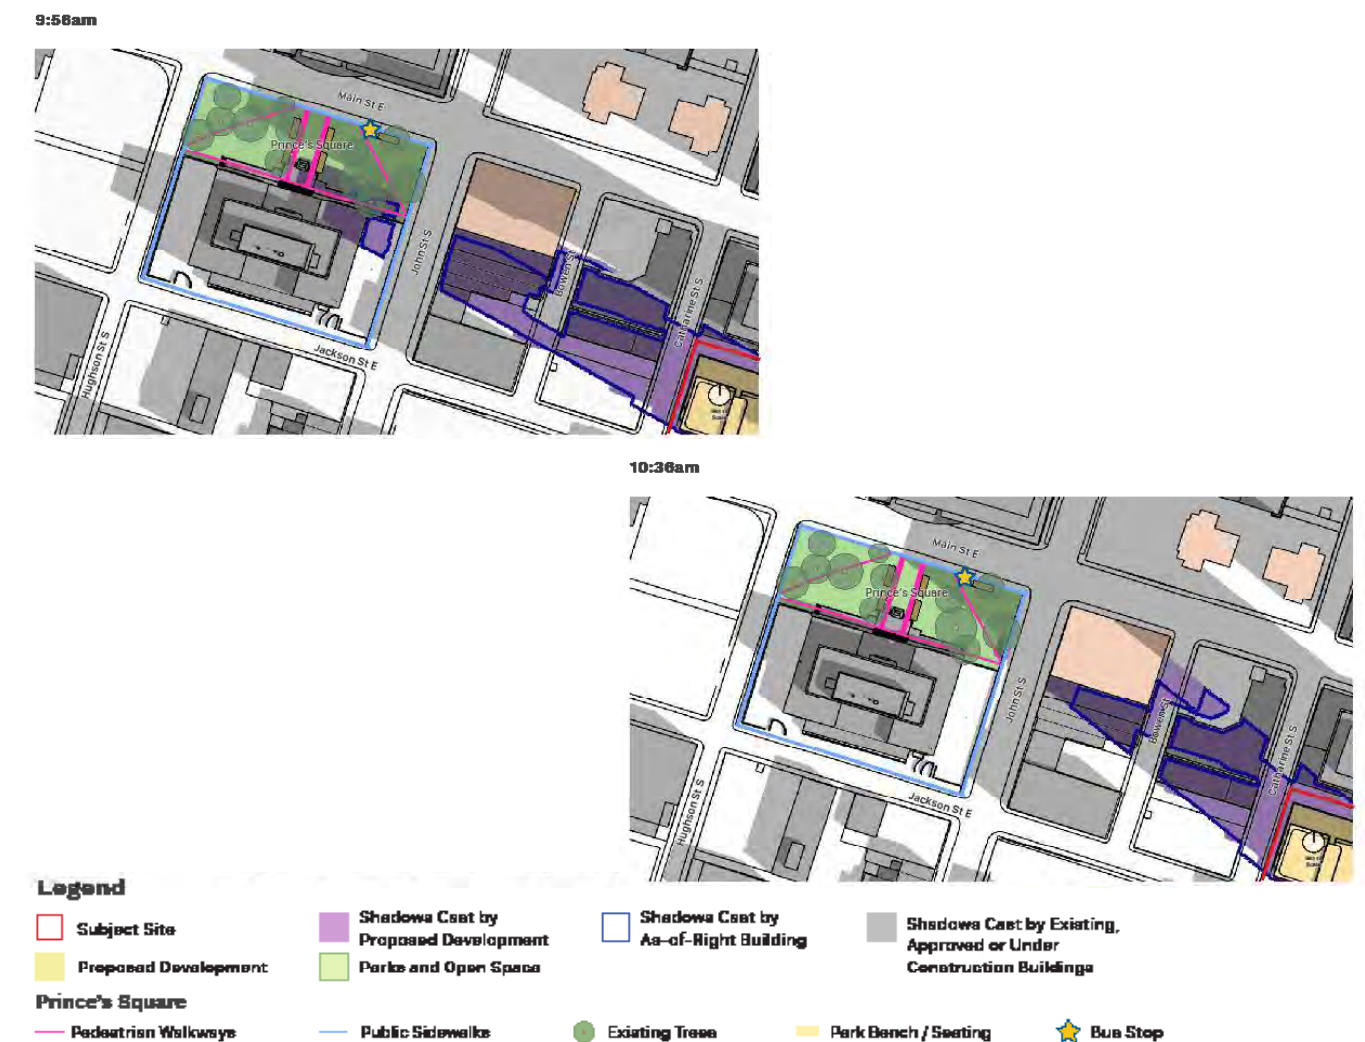 9:56am
Main St E
Prince's Square
John St S
Bowen St
Catharine St S
Hughson St S
Jackson St E
10:36am
Main St E
Prince's Square
John St S
Bowen St
Catharine St S
Hughson St S
Jackson St E
Legend
Subject Site
Shadows Cast by
Proposed Development
Shadows Cast by
As-of-Right Building
Shadows Cast by Existing,
Approved or Under
Construction Buildings
Proposed Development
Parks and Open Space
Prince's Square
Pedestrian Walkways
Public Sidewalks
Existing Trees
Park Bench / Seating
Bus Stop